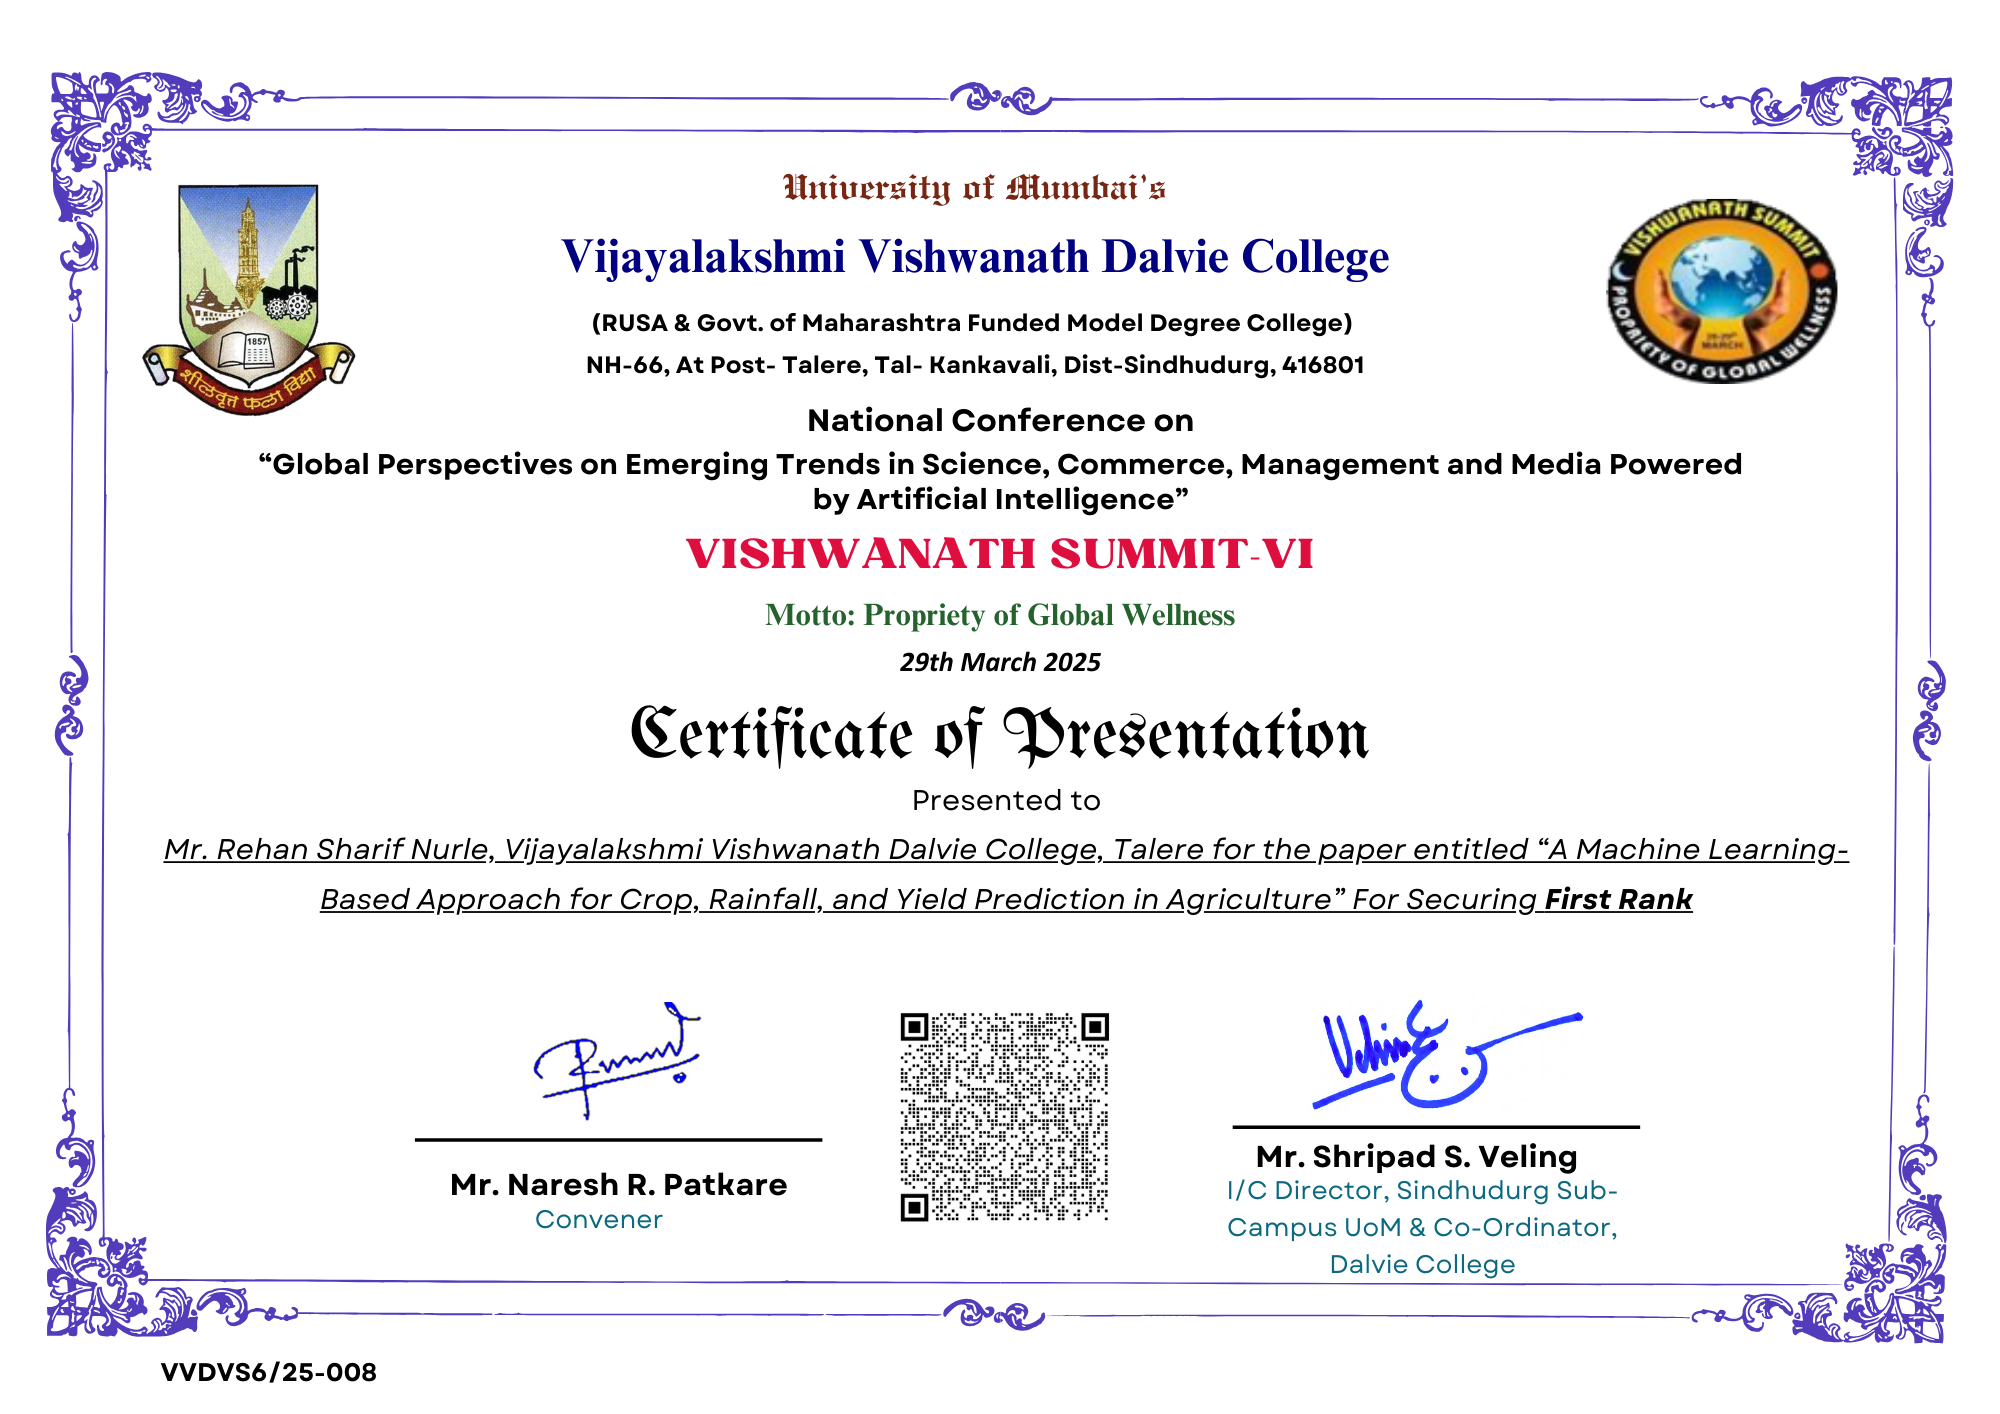 University of Mumbai's
Vijayalakshmi Vishwanath Dalvie College
(RUSA & Govt. of Maharashtra Funded Model Degree College)
NH-66, At Post- Talere, Tal- Kankavali, Dist-Sindhudurg, 416801
1857
शीलवृत्त फला विद्या
VISHWANATH SUMMIT
MARCH
PROPRIETY OF GLOBAL WELLNESS
National Conference on
“Global Perspectives on Emerging Trends in Science, Commerce, Management and Media Powered
by Artificial Intelligence”
VISHWANATH SUMMIT-VI
Motto: Propriety of Global Wellness
29th March 2025
Certificate of Presentation
Presented to
Mr. Rehan Sharif Nurle, Vijayalakshmi Vishwanath Dalvie College, Talere for the paper entitled “A Machine Learning-
Based Approach for Crop, Rainfall, and Yield Prediction in Agriculture” For Securing First Rank
Mr. Naresh R. Patkare
Convener
Mr. Shripad S. Veling
I/C Director, Sindhudurg Sub-
Campus UoM & Co-Ordinator,
Dalvie College
VVDVS6/25-008